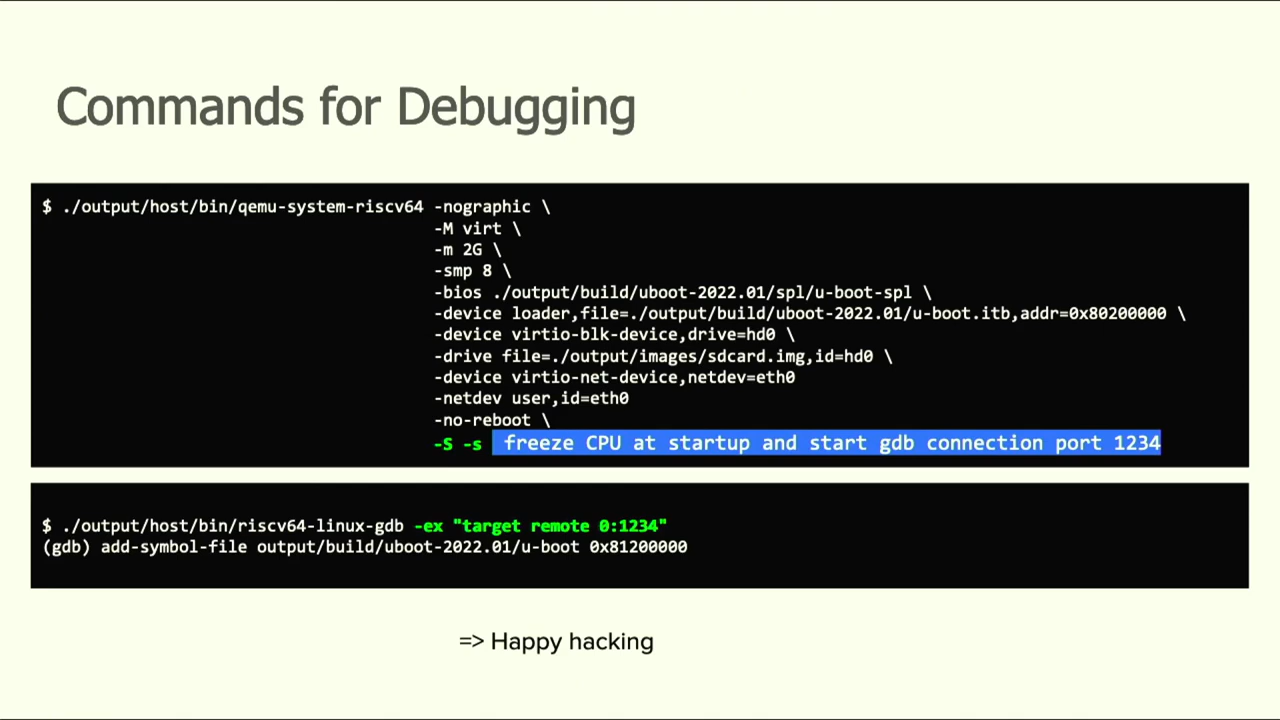 Commands for Debugging
$ ./output/host/bin/qemu-system-riscv64 -nographic \
-M virt \
-m 2G \
-smp 8 \
-bios ./output/build/uboot-2022.01/spl/u-boot-spl \
-device loader,file=./output/build/uboot-2022.01/u-boot.itb,addr=0x80200000 \
-device virtio-blk-device,drive=hd0 \
-drive file=./output/images/sdcard.img,id=hd0 \
-device virtio-net-device,netdev=eth0
-netdev user,id=eth0
-no-reboot \
-S -s freeze CPU at startup and start gdb connection port 1234
$ ./output/host/bin/riscv64-linux-gdb -ex "target remote 0:1234"
(gdb) add-symbol-file output/build/uboot-2022.01/u-boot 0x81200000
=> Happy hacking